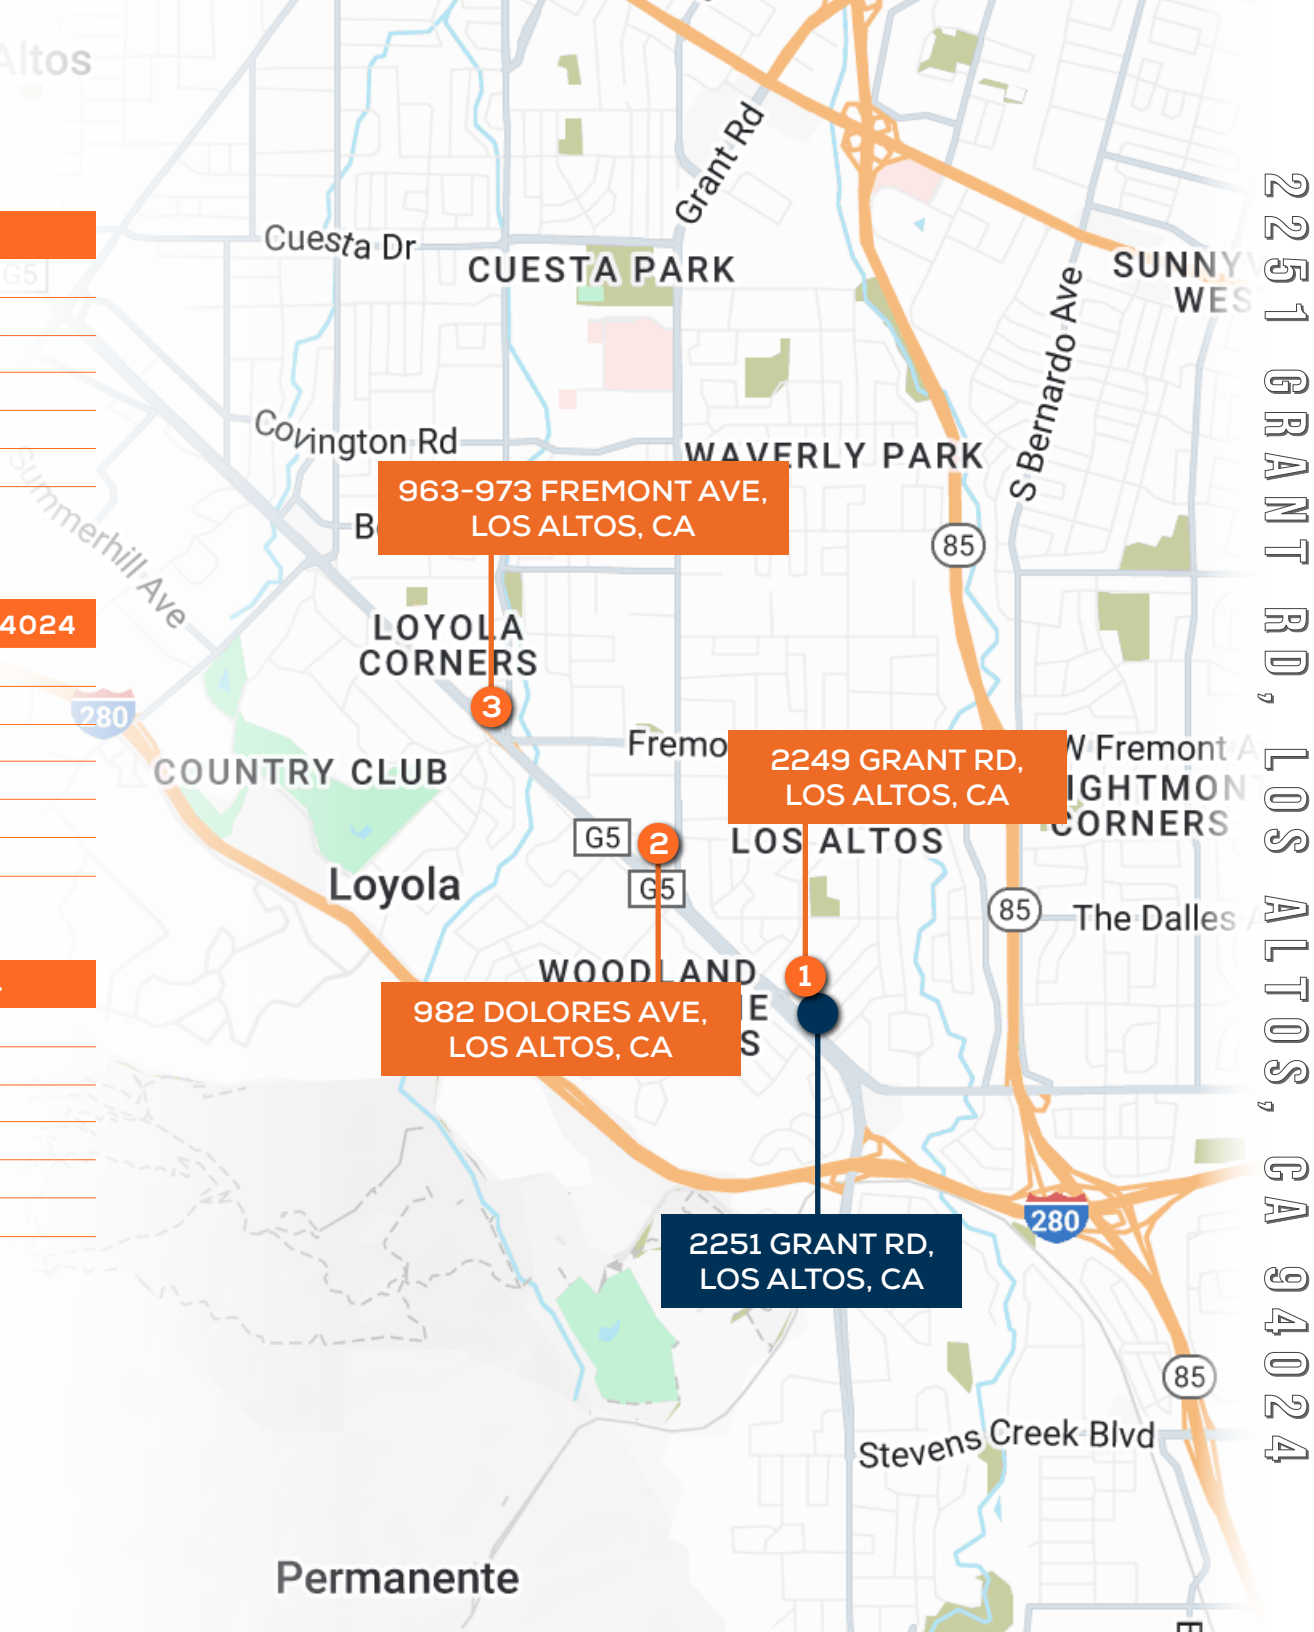 Altos
Grant Rd
Cuesta Dr
CUESTA PARK
SUNNY
WES
G5
S Bernardo Ave
Covington Rd
WAVERLY PARK
Summerhill Ave
963-973 FREMONT AVE,
LOS ALTOS, CA
85
4024
LOYOLA
CORNERS
280
3
COUNTRY CLUB
Fremo
2249 GRANT RD,
LOS ALTOS, CA
W Fremont A
IGHTMON
CORNERS
G5
2
LOS ALTOS
Loyola
G5
85
The Dalles A
WOODLAND
1
982 DOLORES AVE,
LOS ALTOS, CA
E
S
280
2251 GRANT RD,
LOS ALTOS, CA
85
Stevens Creek Blvd
Permanente
2251 GRANT RD, LOS ALTOS, CA 94024